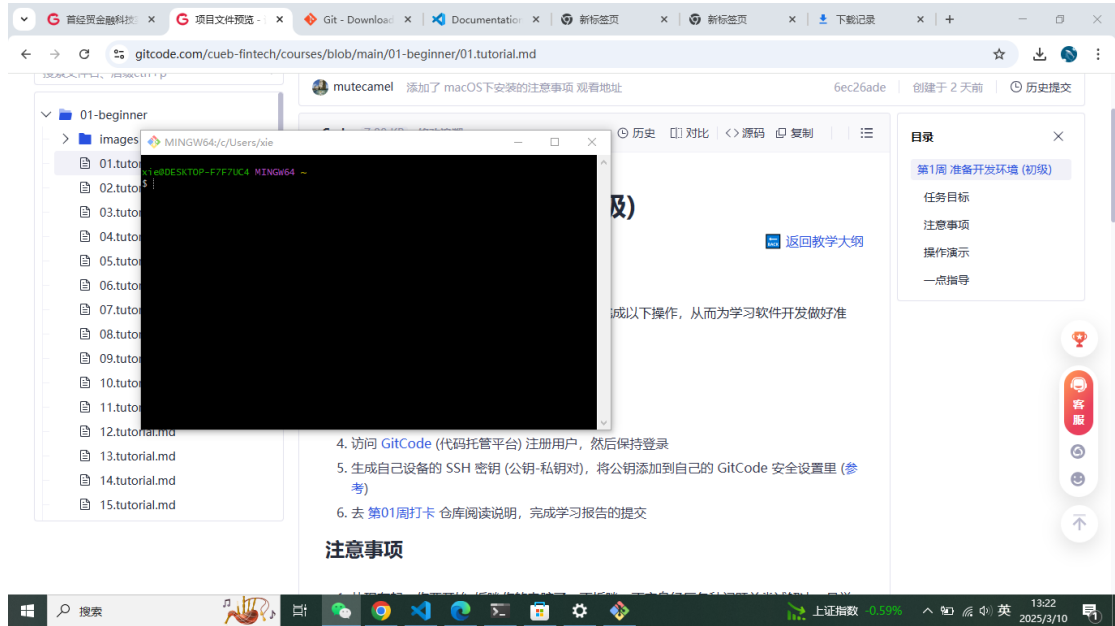 首经贸金融科技
项目文件预览 -
Git - Download
Documentation
新标签页
新标签页
下载记录
gitcode.com/cueb-fintech/courses/blob/main/01-beginner/01.tutorial.md
mutecamel 添加了 macOS下安装的注意事项 观看地址
6ec26ade 创建于 2 天前 历史提交
01-beginner
images
01.tutor
02.tutor
03.tutor
04.tutor
05.tutor
06.tutor
07.tutor
08.tutor
09.tutor
10.tutor
11.tutor
12.tutorial.md
13.tutorial.md
14.tutorial.md
15.tutorial.md
MINGW64:/c/Users/xie
xie@DESKTOP-F7F7UC4 MINGW64 ~
$
历史 对比 <>源码 复制
级)
BACK 返回教学大纲
成以下操作，从而为学习软件开发做好准
4. 访问 GitCode (代码托管平台) 注册用户，然后保持登录
5. 生成自己设备的 SSH 密钥 (公钥-私钥对)，将公钥添加到自己的 GitCode 安全设置里 (参
考)
6. 去 第01周打卡 仓库阅读说明，完成学习报告的提交
注意事项
目录
第1周 准备开发环境 (初级)
任务目标
注意事项
操作演示
一点指导
客
服
搜索
上证指数 -0.59%
英
13:22
2025/3/10
1